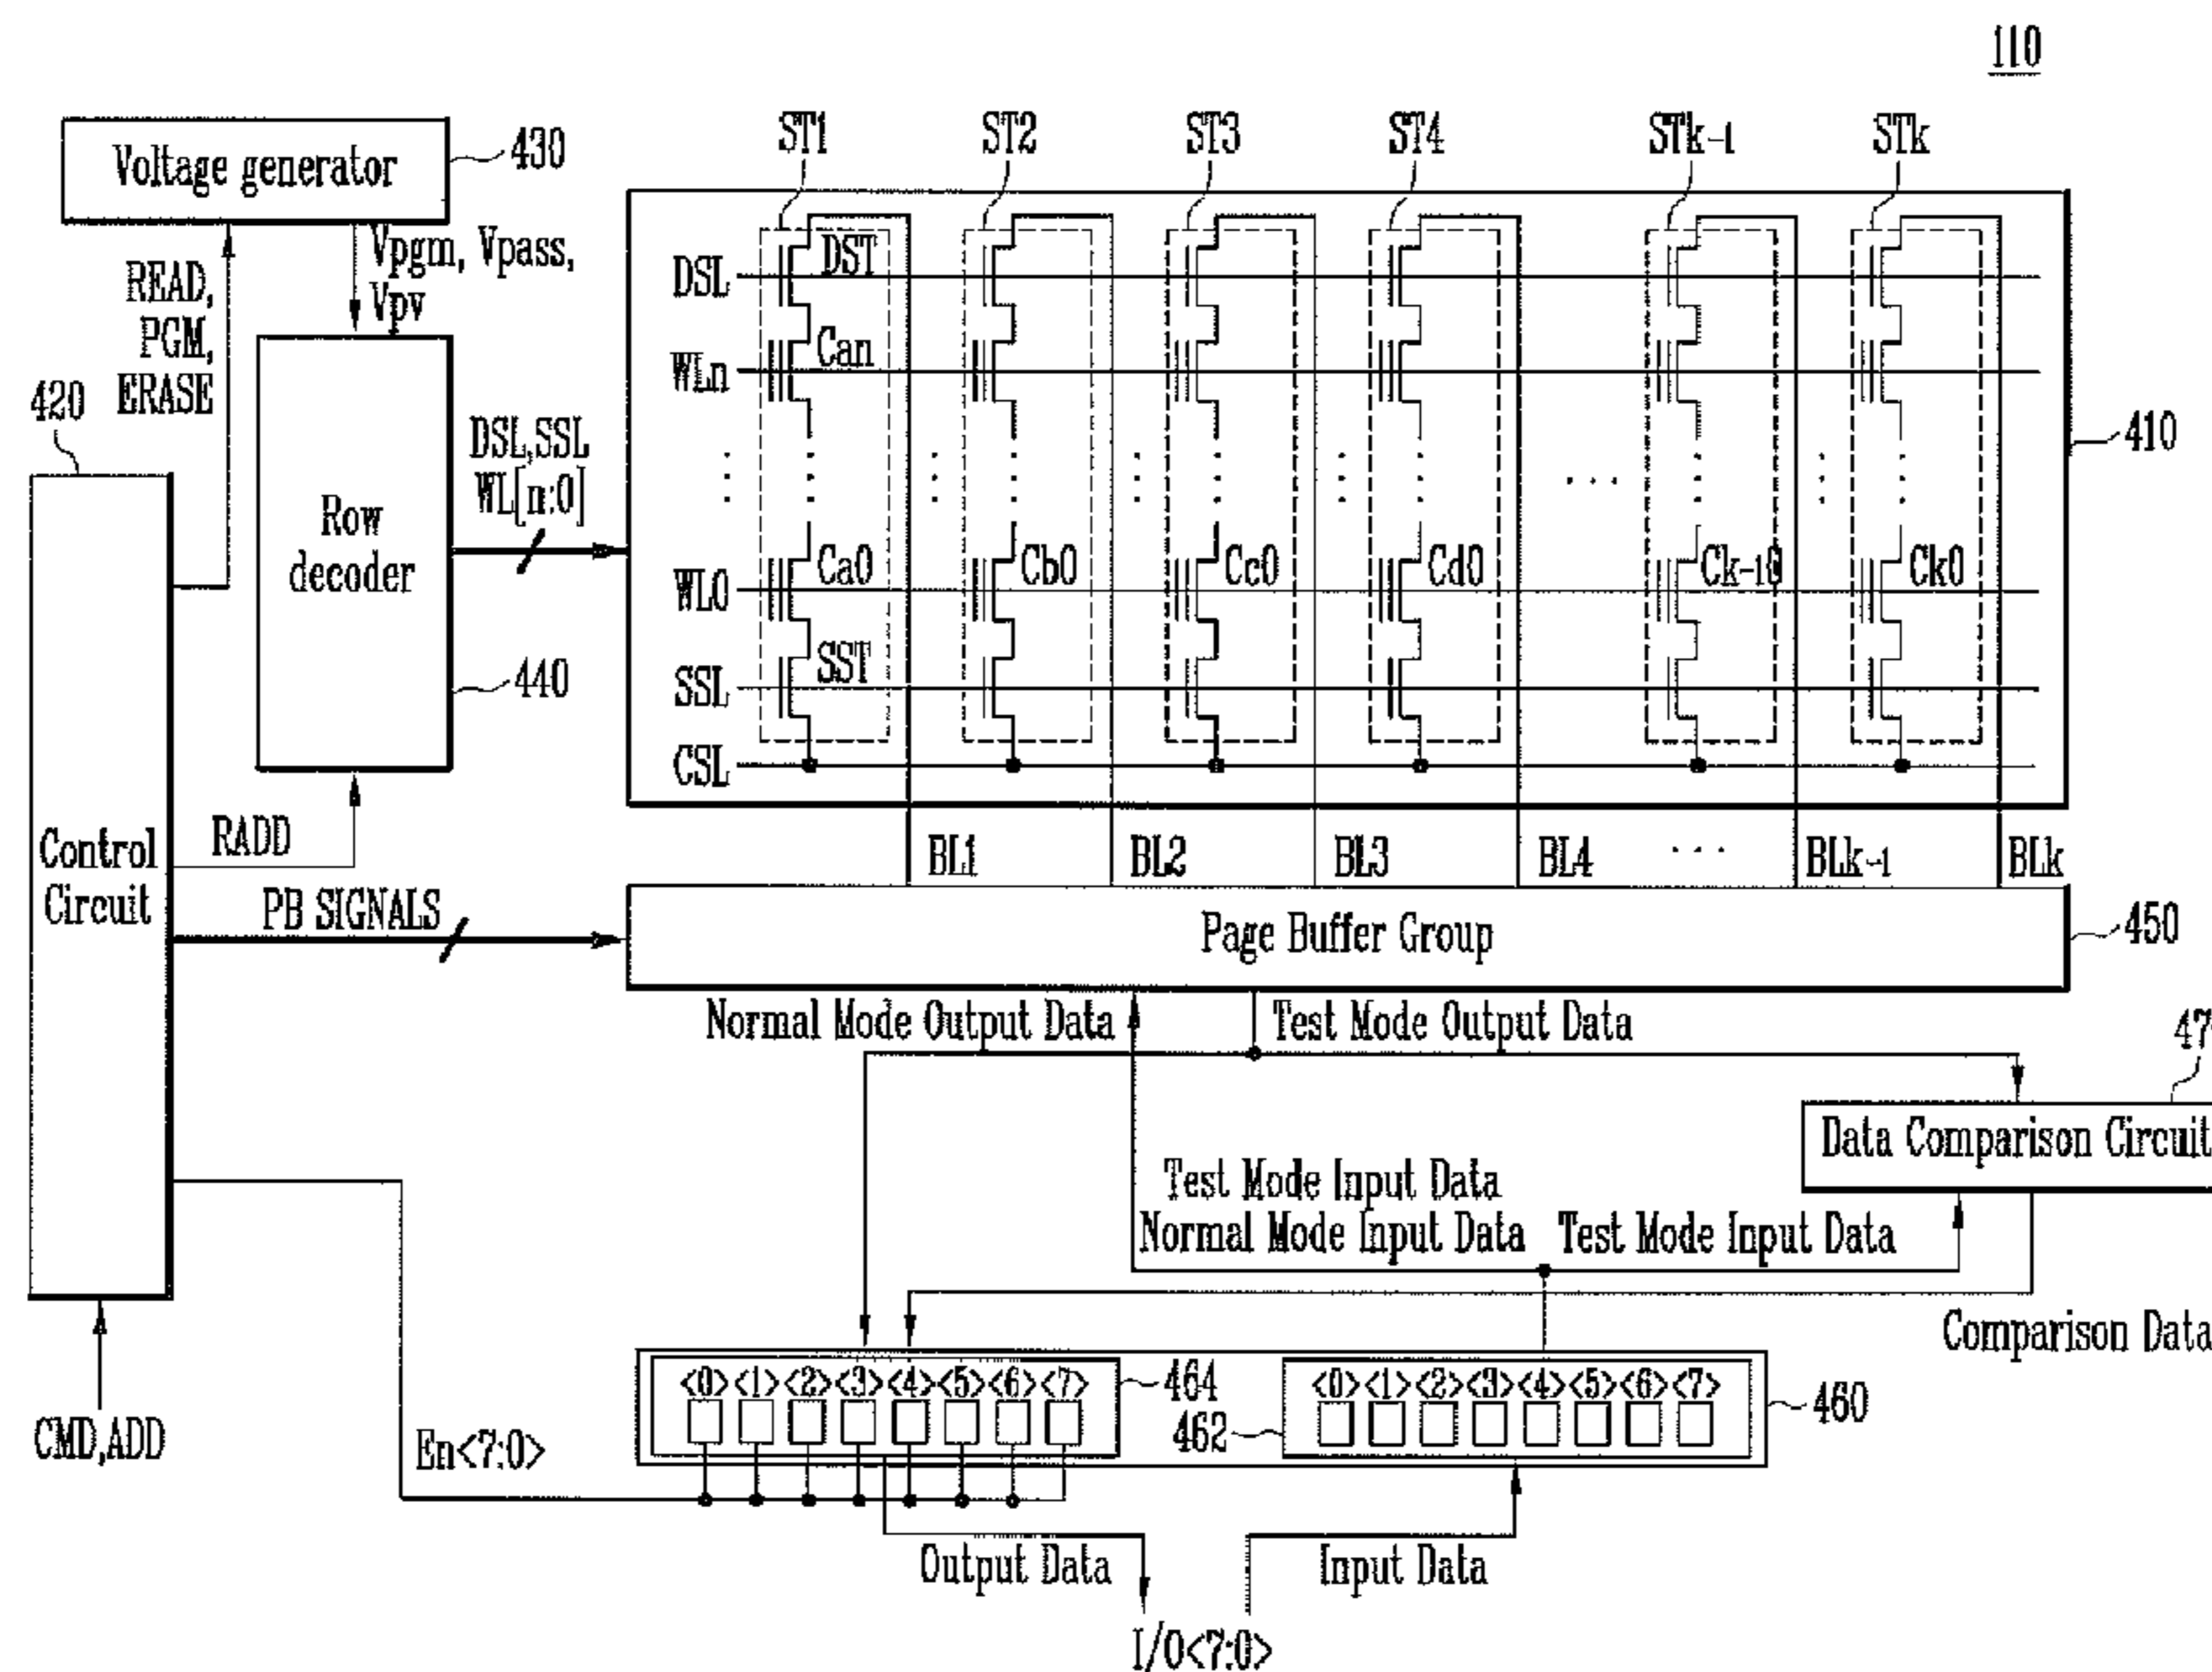 110
Voltage generator
430
ST1
ST2
ST3
ST4
STk-1
STk
Vpgm, Vpass,
Vpv
READ,
PGM,
ERASE
DSL
DST
WLn
Can
420
DSL,SSL
WL[n:0]
410
Row
decoder
WL0
Ca0
Cb0
Cc0
Cd0
Ck-10
Ck0
SSL
SST
440
CSL
Control
Circuit
RADD
BL1
BL2
BL3
BL4
BLk-1
BLk
PB SIGNALS
Page Buffer Group
450
Normal Mode Output Data
Test Mode Output Data
47
Data Comparison Circuit
Test Mode Input Data
Normal Mode Input Data
Test Mode Input Data
Comparison Data
<0> <1> <2> <3> <4> <5> <6> <7>
464
<0> <1> <2> <3> <4> <5> <6> <7>
460
462
CMD,ADD
En<7:0>
Output Data
Input Data
I/O<7:0>